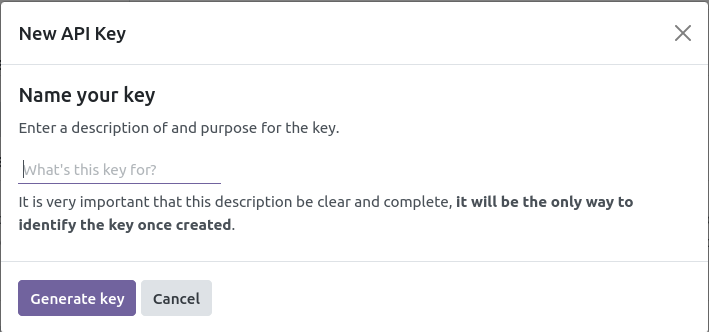 New API Key
Name your key
Enter a description of and purpose for the key.
What's this key for?
It is very important that this description be clear and complete, it will be the only way to
identify the key once created.
Generate key
Cancel